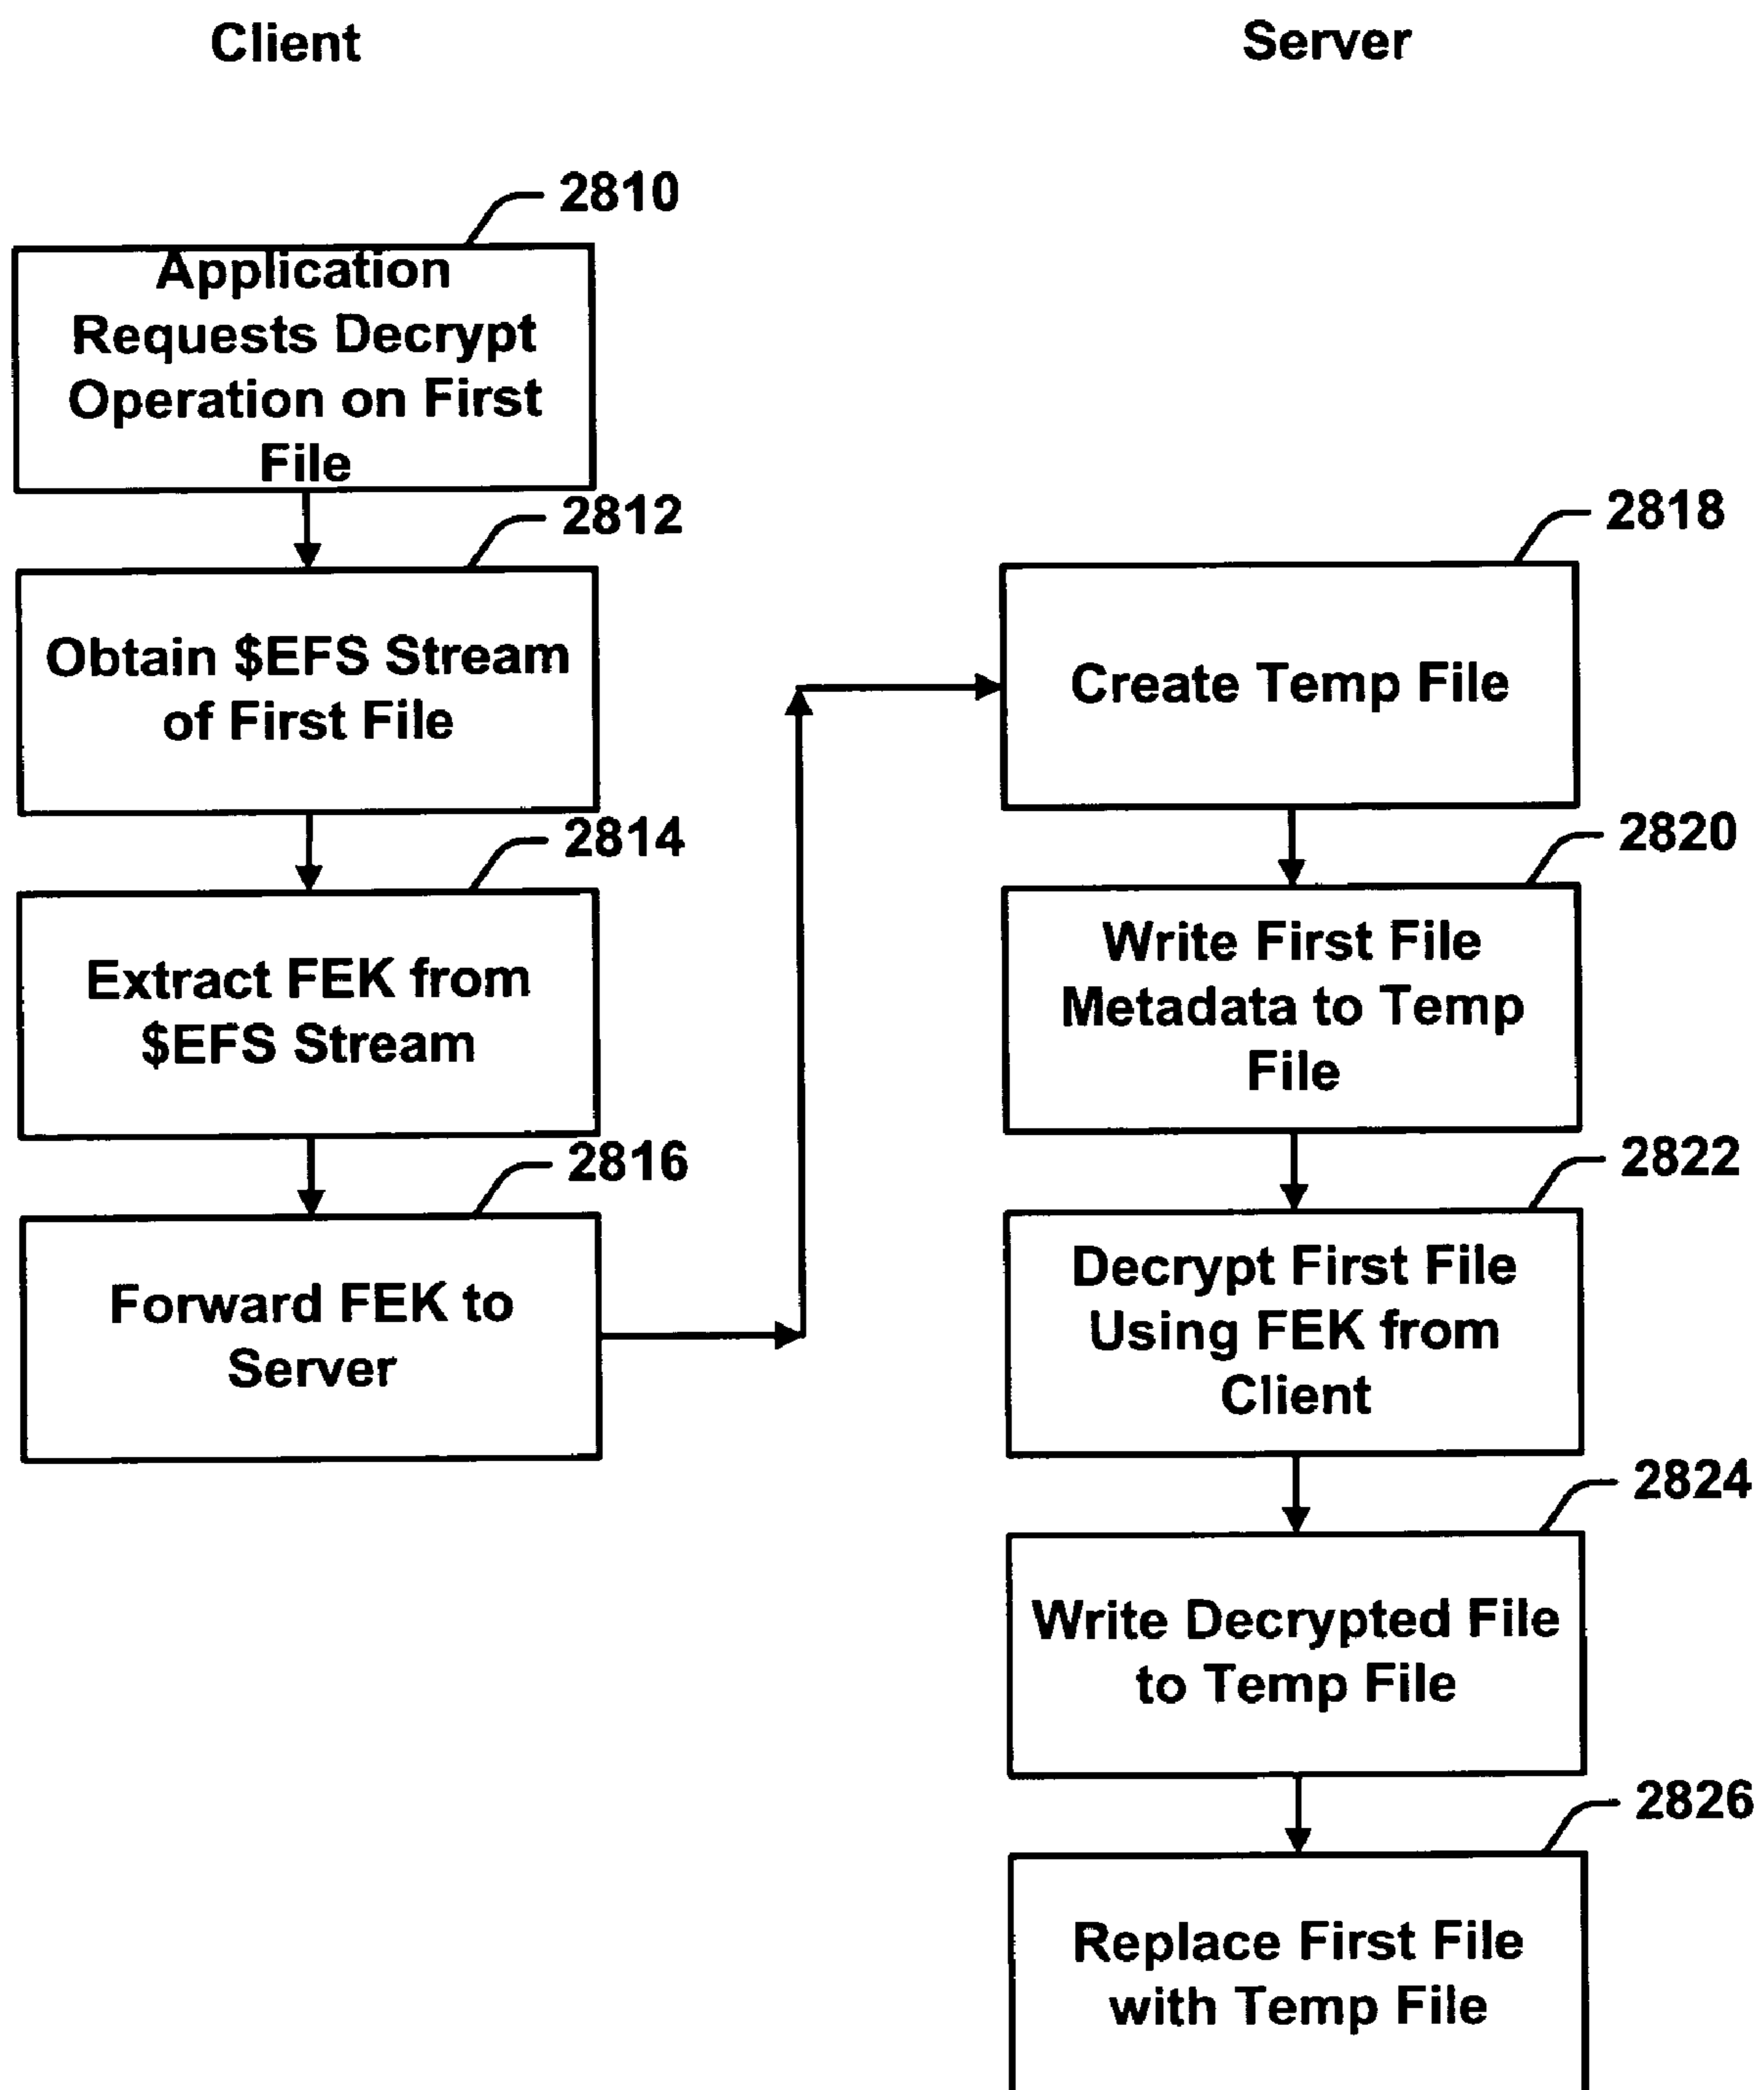 Client
Server
2810
Application
Requests Decrypt
Operation on First
File
2812
Obtain $EFS Stream
of First File
2814
Extract FEK from
$EFS Stream
2816
Forward FEK to
Server
2818
Create Temp File
2820
Write First File
Metadata to Temp
File
2822
Decrypt First File
Using FEK from
Client
2824
Write Decrypted File
to Temp File
2826
Replace First File
with Temp File